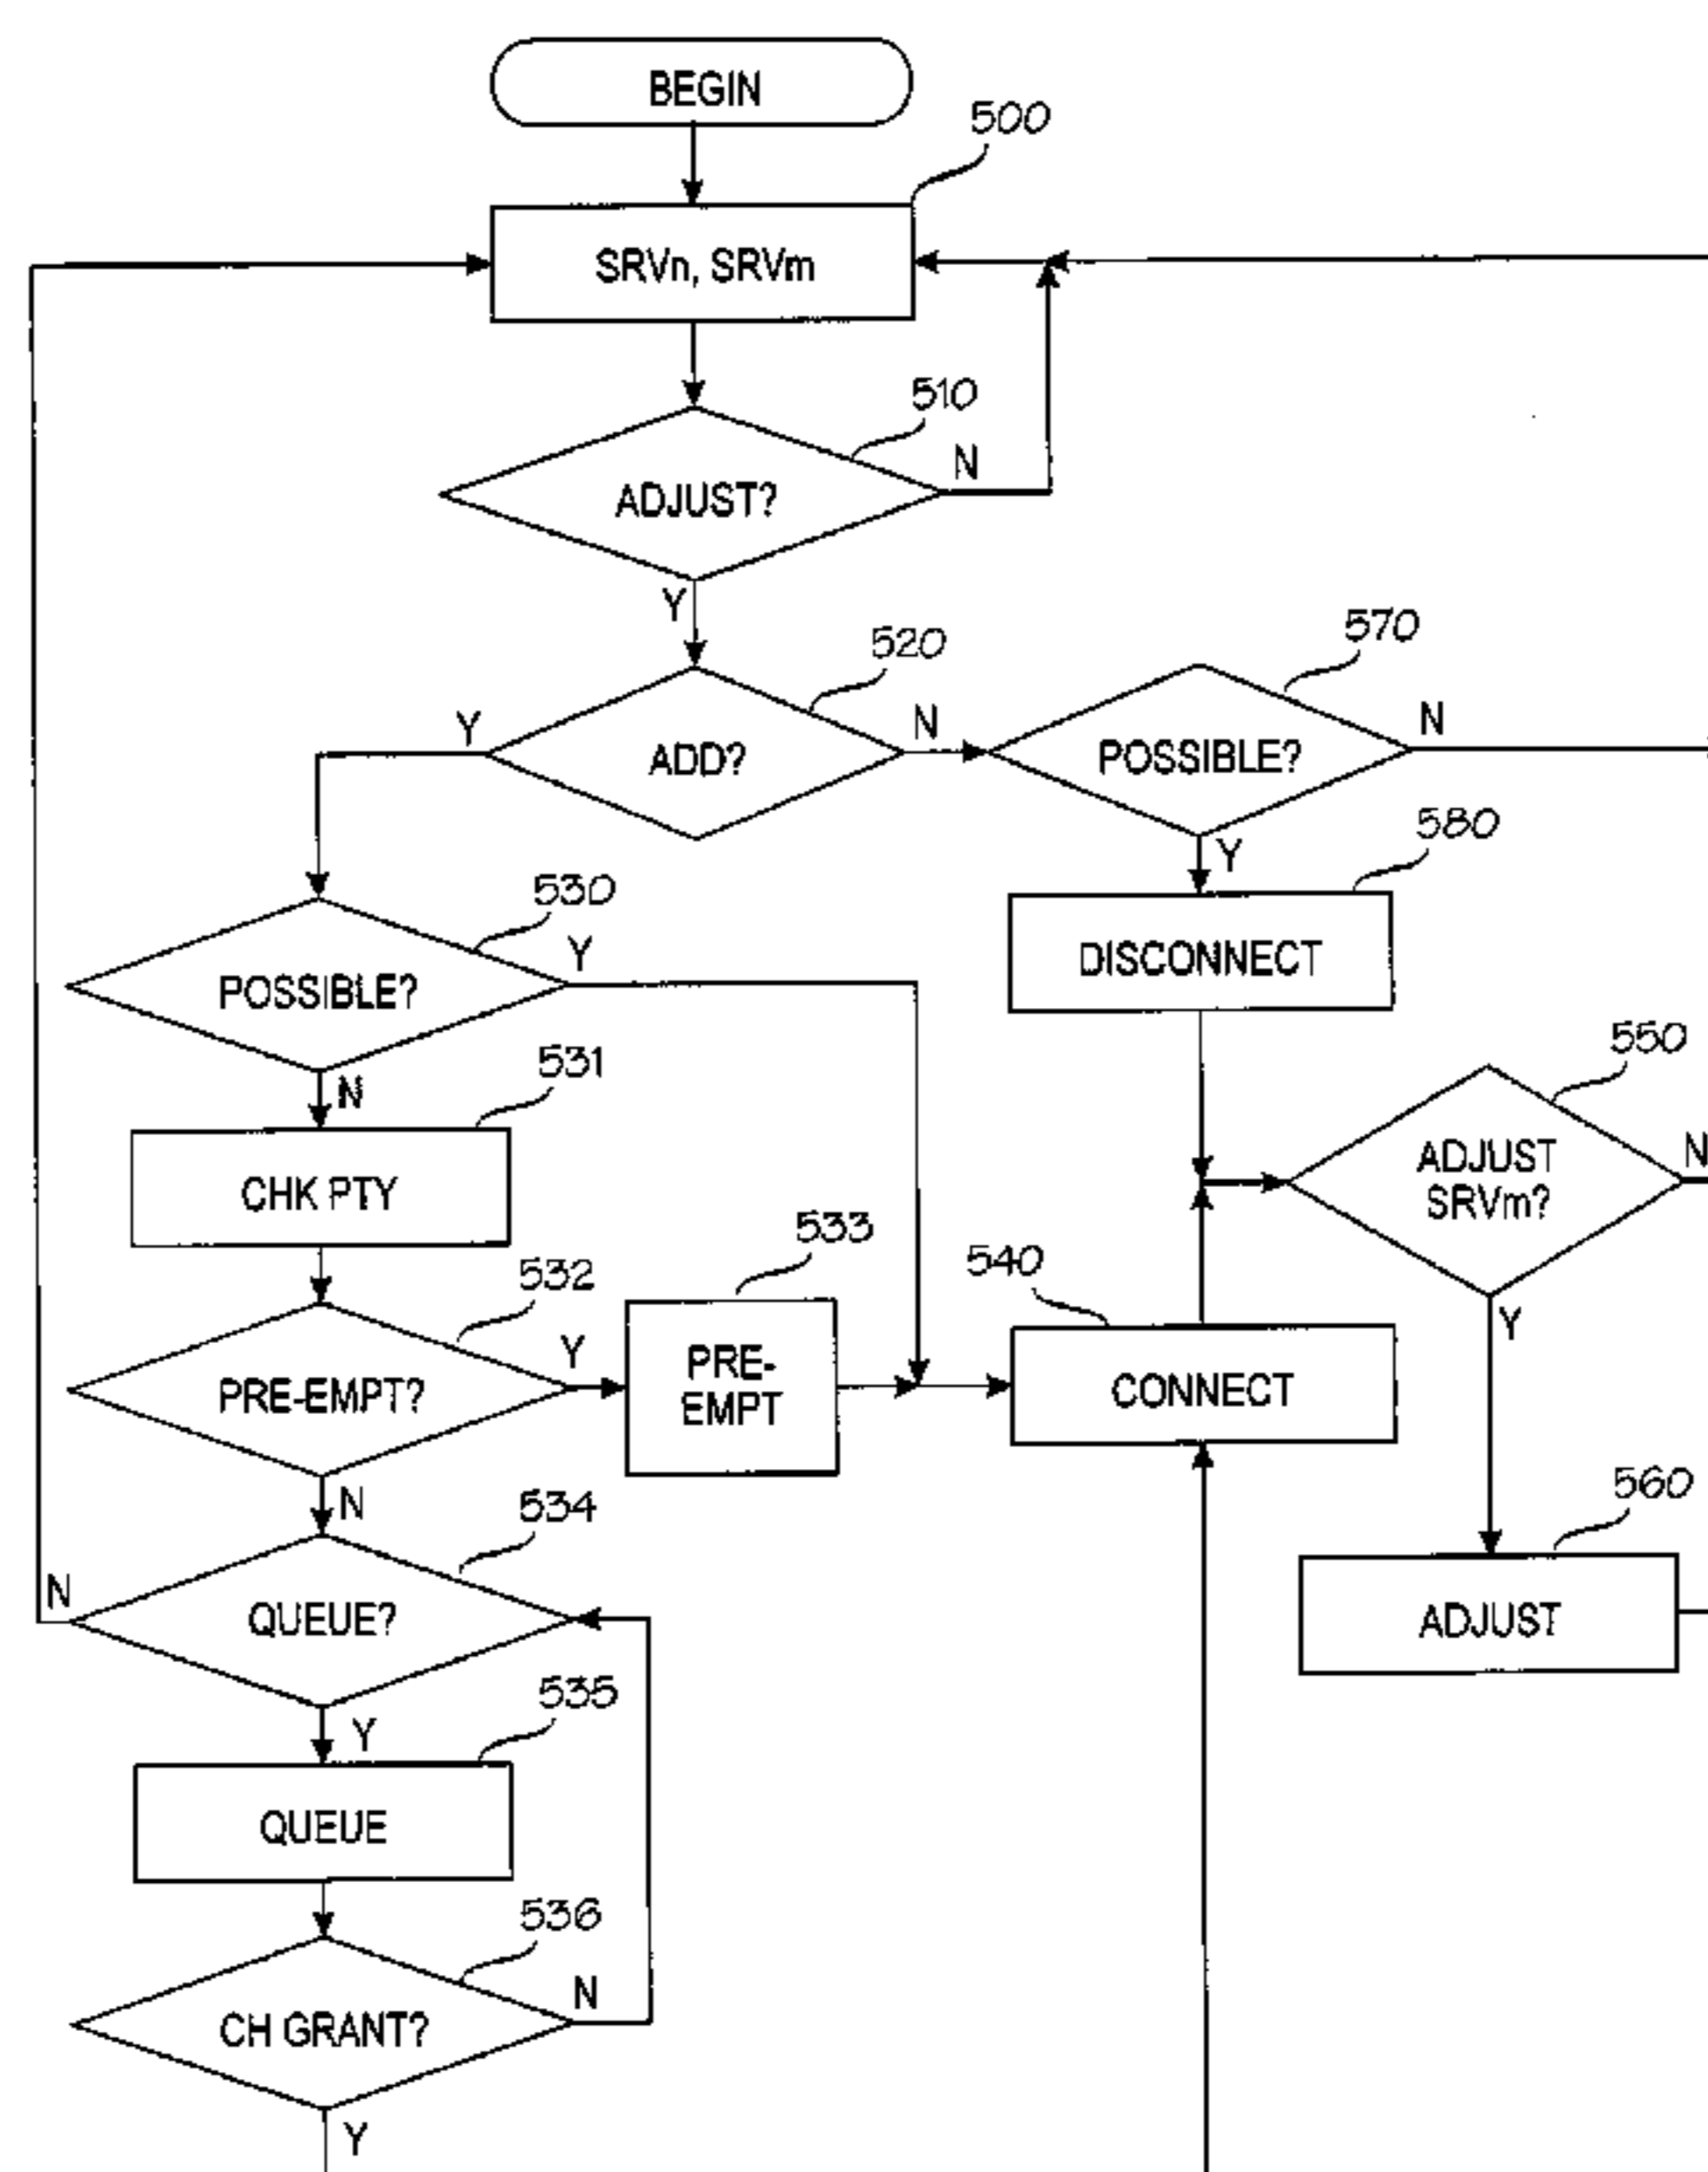 BEGIN
500
SRVn, SRVm
510
ADJUST?
N
Y
520
570
Y
ADD?
N
POSSIBLE?
N
580
Y
530
POSSIBLE?
Y
DISCONNECT
N
531
550
CHK PTY
ADJUST
SRVm?
N
532
533
540
PRE-EMPT?
Y
PRE-
EMPT
CONNECT
Y
N
534
560
N
QUEUE?
ADJUST
535
Y
QUEUE
536
CH GRANT?
N
Y